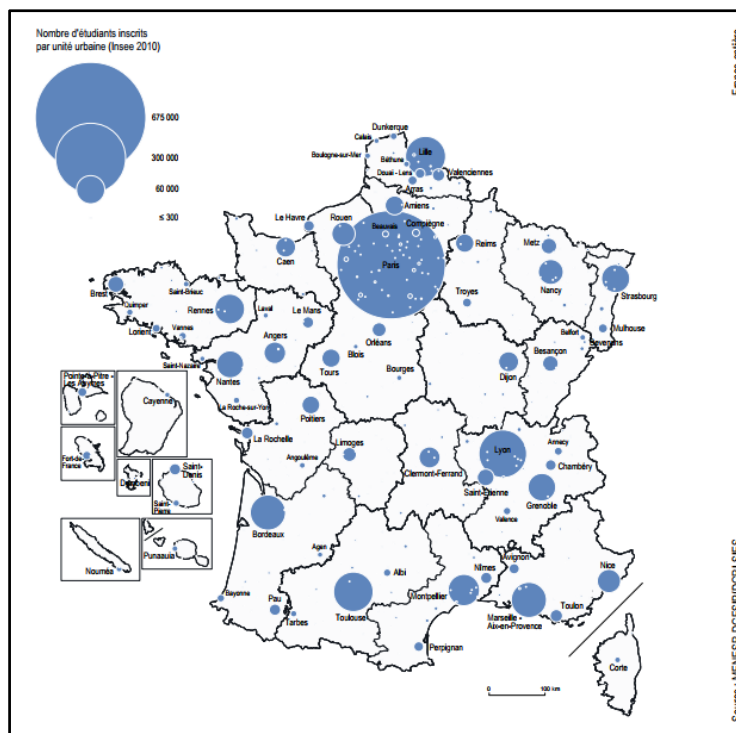 Nombre d'étudiants inscrits
par unité urbaine (Insee 2010)
675 000
300 000
60 000
≤ 300
Dunkerque
Calais
Boulogne-sur-Mer
Lille
Béthune
Douai - Lens
Valenciennes
Arras
Amiens
Le Havre
Rouen
Beauvais
Compiègne
Caen
Reims
Metz
Paris
Nancy
Strasbourg
Brest
Saint-Brieuc
Troyes
Quimper
Rennes
Laval
Le Mans
Lorient
Vannes
Orléans
Mulhouse
Belfort
Angers
Blois
Saint-Nazaire
Tours
Bourges
Besançon
Nantes
Dijon
Pointe-à-Pitre
Les Abymes
Cayenne
La Roche-sur-Yon
Poitiers
La Rochelle
Limoges
Lyon
Annecy
Fort-de-
France
Angoulême
Chambéry
Clermont-Ferrand
Saint-
Denis
Saint-Etienne
Grenoble
Saint-
Pierre
Valence
Bordeaux
Punaauia
Agen
Avignon
Nouméa
Albi
Nîmes
Nice
Bayonne
Pau
Montpellier
Toulouse
Marseille -
Aix-en-Provence
Toulon
Tarbes
Perpignan
Corte
0
100 km